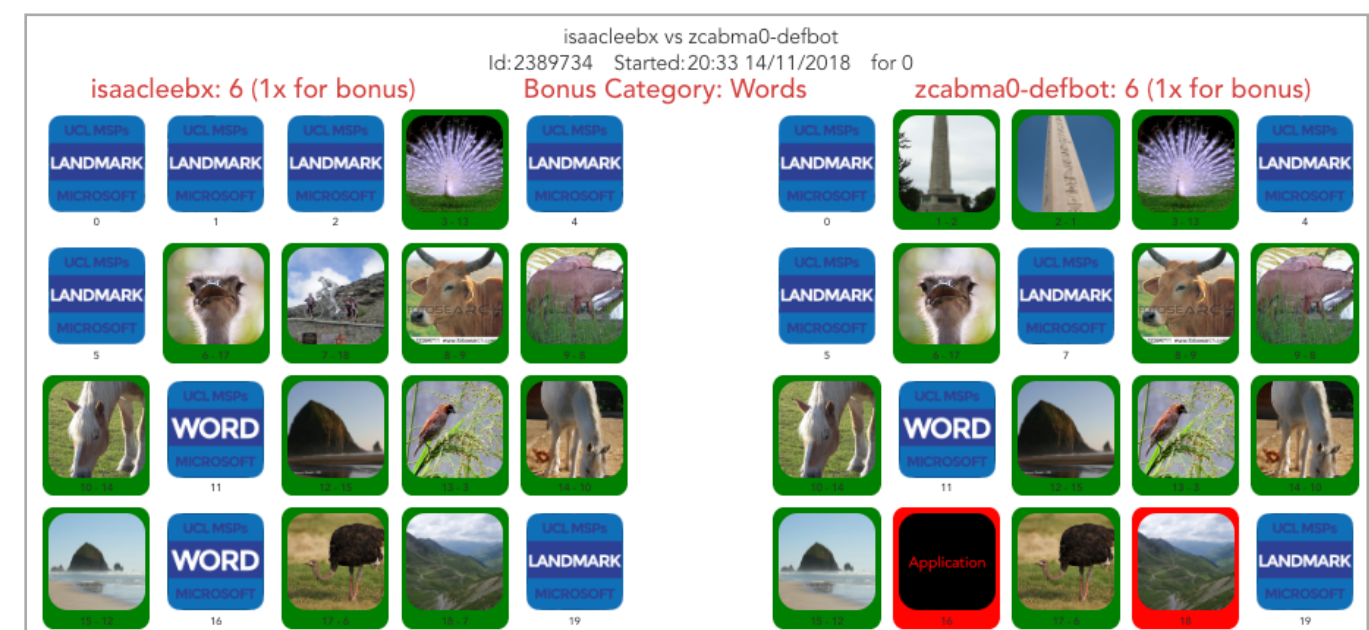 isaacleebx vs zcabma0-defbot
Id:2389734 Started:20:33 14/11/2018 for 0
isaacleebx: 6 (1x for bonus) Bonus Category: Words zcabma0-defbot: 6 (1x for bonus)
UCL MSPs UCL MSPs UCL MSPs UCL MSPs UCL MSPs UCL MSPs
LANDMARK LANDMARK LANDMARK LANDMARK LANDMARK LANDMARK
MICROSOFT MICROSOFT MICROSOFT MICROSOFT MICROSOFT MICROSOFT
0 1 2 3 - 13 4 0 1 - 2 2 - 1 3 - 13 4
UCL MSPs UCL MSPs UCL MSPs
LANDMARK LANDMARK LANDMARK
MICROSOFT MICROSOFT MICROSOFT
5 6 - 17 7 - 18 8 - 9 9 - 8 5 6 - 17 7 8 - 9 9 - 8
UCL MSPs UCL MSPs
WORD WORD
MICROSOFT MICROSOFT
10 - 14 11 12 - 15 13 - 3 14 - 10 10 - 14 11 12 - 15 13 - 3 14 - 10
UCL MSPs UCL MSPs UCL MSPs
WORD LANDMARK Application LANDMARK
MICROSOFT MICROSOFT MICROSOFT
15 - 12 16 17 - 6 18 - 7 19 15 - 12 16 17 - 6 18 19